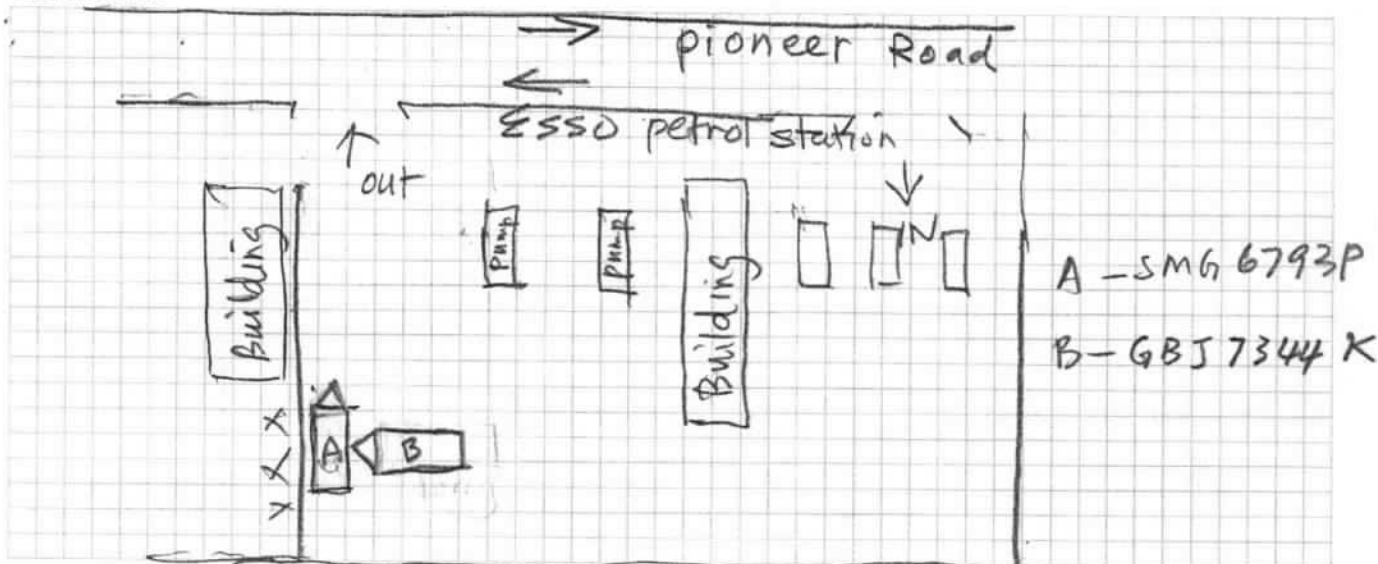 pioneer Road
Esso petrol station
out
Building
Pump
Pump
Building
IN
A
B
A - SMG 6793P
B - GBJ 7344 K
X
X
X